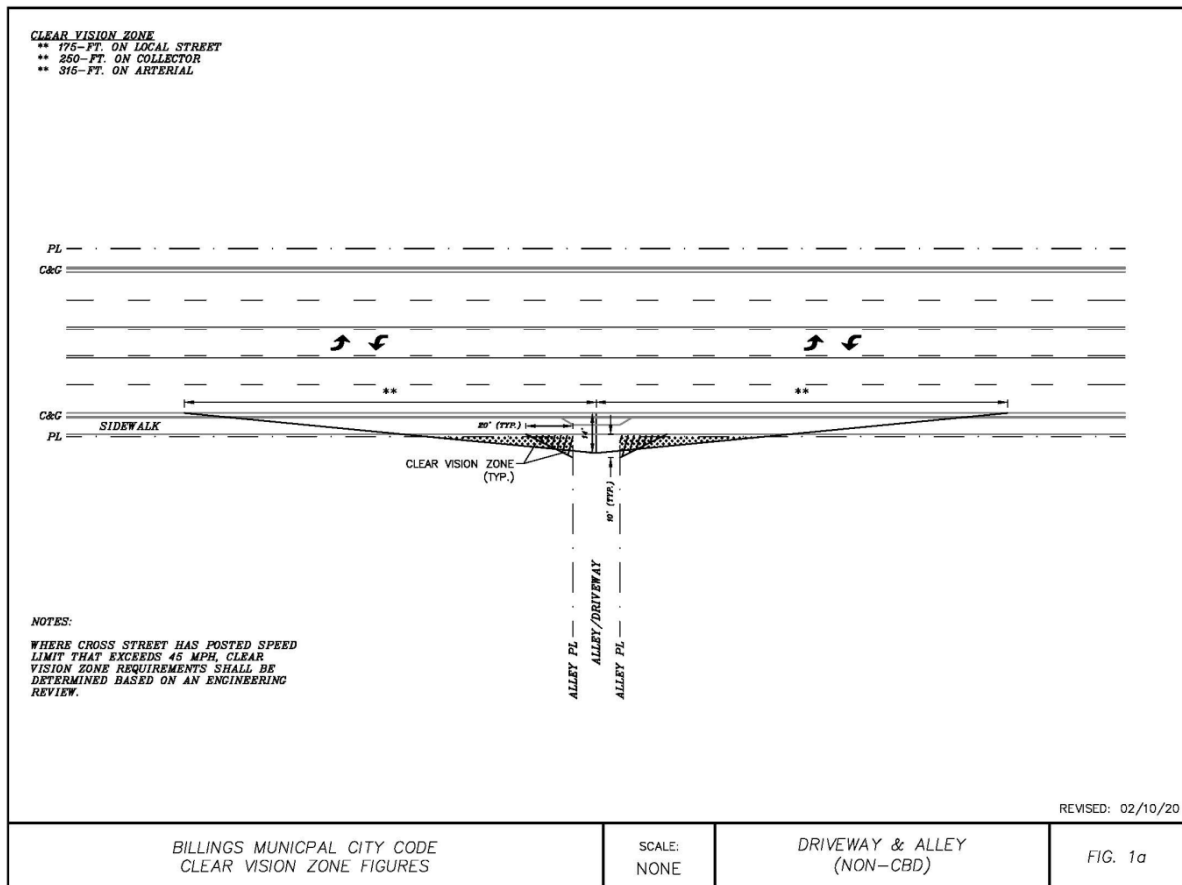 CLEAR VISION ZONE
** 175-FT. ON LOCAL STREET
** 250-FT. ON COLLECTOR
** 315-FT. ON ARTERIAL
PL
C&G
**
**
C&G
SIDEWALK
PL
20' (TYP.)
14'
CLEAR VISION ZONE
(TYP.)
10' (TYP.)
ALLEY PL
ALLEY/DRIVEWAY
ALLEY PL
NOTES:
WHERE CROSS STREET HAS POSTED SPEED
LIMIT THAT EXCEEDS 45 MPH, CLEAR
VISION ZONE REQUIREMENTS SHALL BE
DETERMINED BASED ON AN ENGINEERING
REVIEW.
REVISED: 02/10/20
BILLINGS MUNICPAL CITY CODE
CLEAR VISION ZONE FIGURES
SCALE:
NONE
DRIVEWAY & ALLEY
(NON-CBD)
FIG. 1a